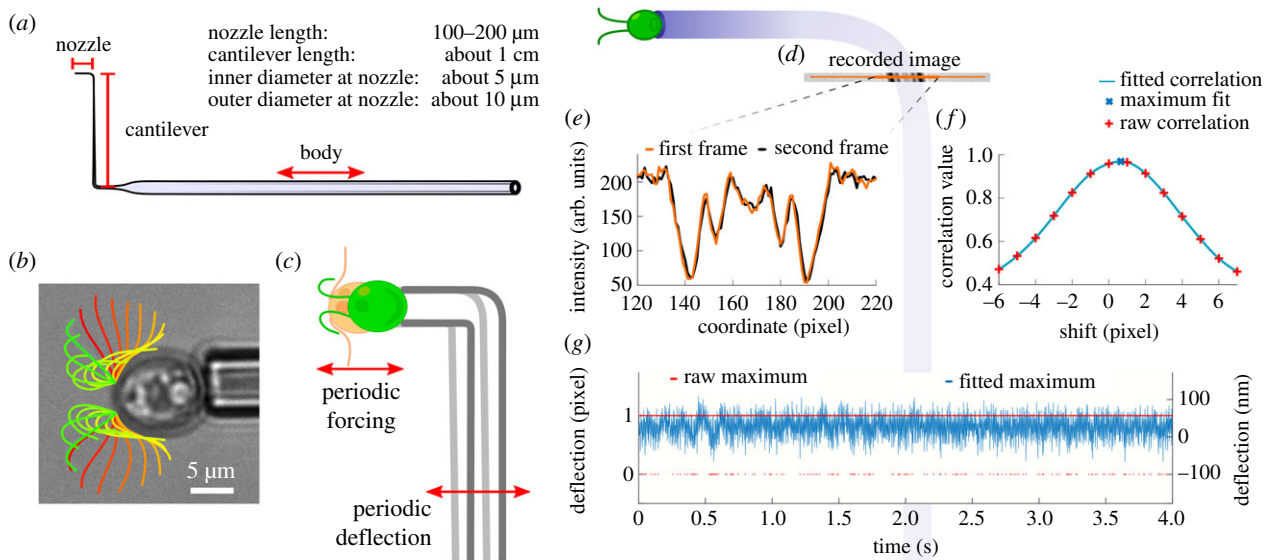 (a)
nozzle
cantilever
body
nozzle length: 100–200 µm
cantilever length: about 1 cm
inner diameter at nozzle: about 5 µm
outer diameter at nozzle: about 10 µm
(b)
5 µm
(c)
periodic
forcing
periodic
deflection
(d)
recorded image
(e)
first frame second frame
intensity (arb. units)
200
150
100
50
120 140 160 180 200 220
coordinate (pixel)
(f)
fitted correlation
maximum fit
raw correlation
correlation value
1.0
0.8
0.6
0.4
−6 −4 −2 0 2 4 6
shift (pixel)
(g)
raw maximum fitted maximum
deflection (pixel)
1
0
100
0
−100
deflection (nm)
0 0.5 1.0 1.5 2.0 2.5 3.0 3.5 4.0
time (s)